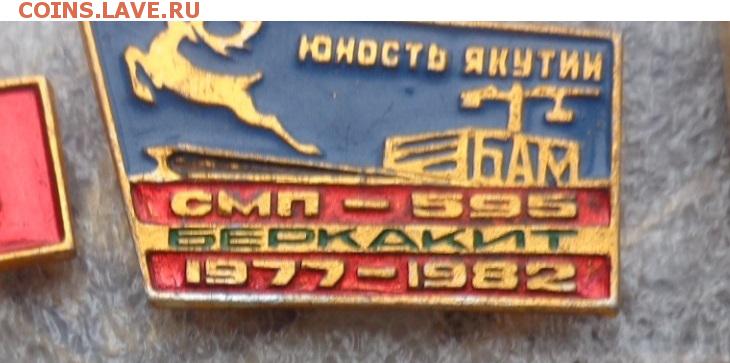 COINS.LAVE.RU
ЮНОСТЬ ЯКУТИИ
БАМ
СМП - 595
БЕРКАКИТ
1977-1982